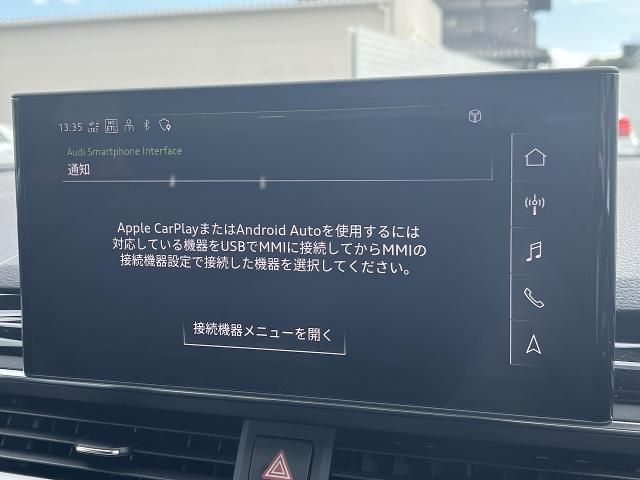 13:35 LTE NO ETC
Audi Smartphone Interface
通知
Apple CarPlayまたはAndroid Autoを使用するには
対応している機器をUSBでMMIに接続してからMMIの
接続機器設定で接続した機器を選択してください。
接続機器メニューを開く